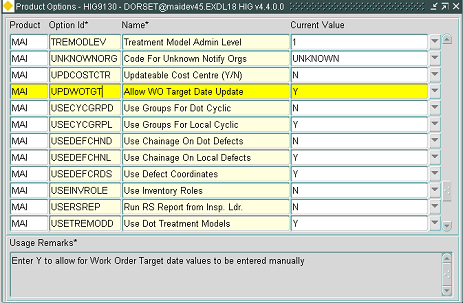 Product Options - HIG9130 - DORSET@maidev45.EXDL18 HIG v4.4.0.0
Product Option Id* Name* Current Value
MAI TREMODLEV Treatment Model Admin Level 1
MAI UNKNOWNORG Code For Unknown Notify Orgs UNKNOWN
MAI UPDCOSTCTR Updateable Cost Centre (Y/N) N
MAI UPDWOTGT Allow WO Target Date Update Y
MAI USECYCGRPD Use Groups For Dot Cyclic N
MAI USECYCGRPL Use Groups For Local Cyclic Y
MAI USEDEFCHND Use Chainage On Dot Defects N
MAI USEDEFCHNL Use Chainage On Local Defects Y
MAI USEDEFCRDS Use Defect Coordinates Y
MAI USEINVROLE Use Inventory Roles N
MAI USERSREP Run RS Report from Insp. Ldr. N
MAI USETREMODD Use Dot Treatment Models Y
Usage Remarks*
Enter Y to allow for Work Order Target date values to be entered manually